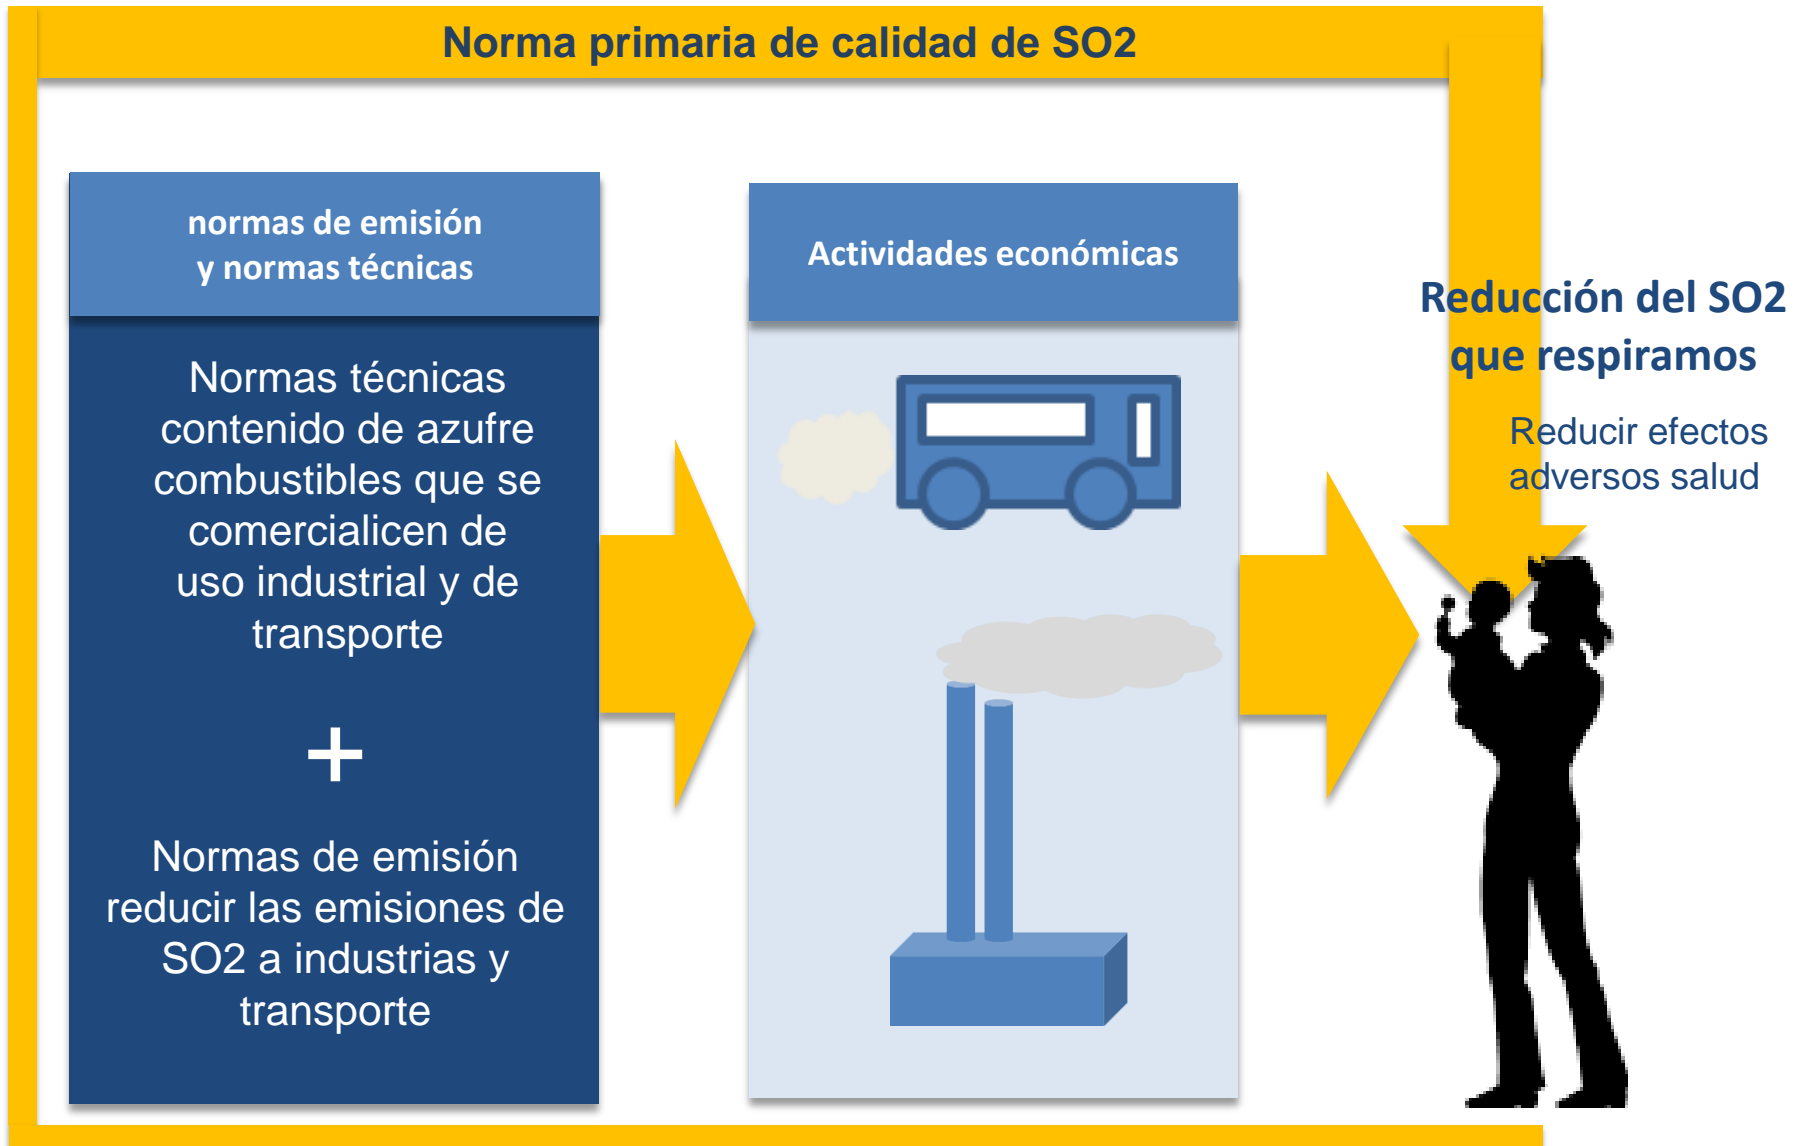 Norma primaria de calidad de SO2
normas de emisión
y normas técnicas
Normas técnicas
contenido de azufre
combustibles que se
comercialicen de
uso industrial y de
transporte
+
Normas de emisión
reducir las emisiones de
SO2 a industrias y
transporte
Actividades económicas
Reducción del SO2
que respiramos
Reducir efectos
adversos salud